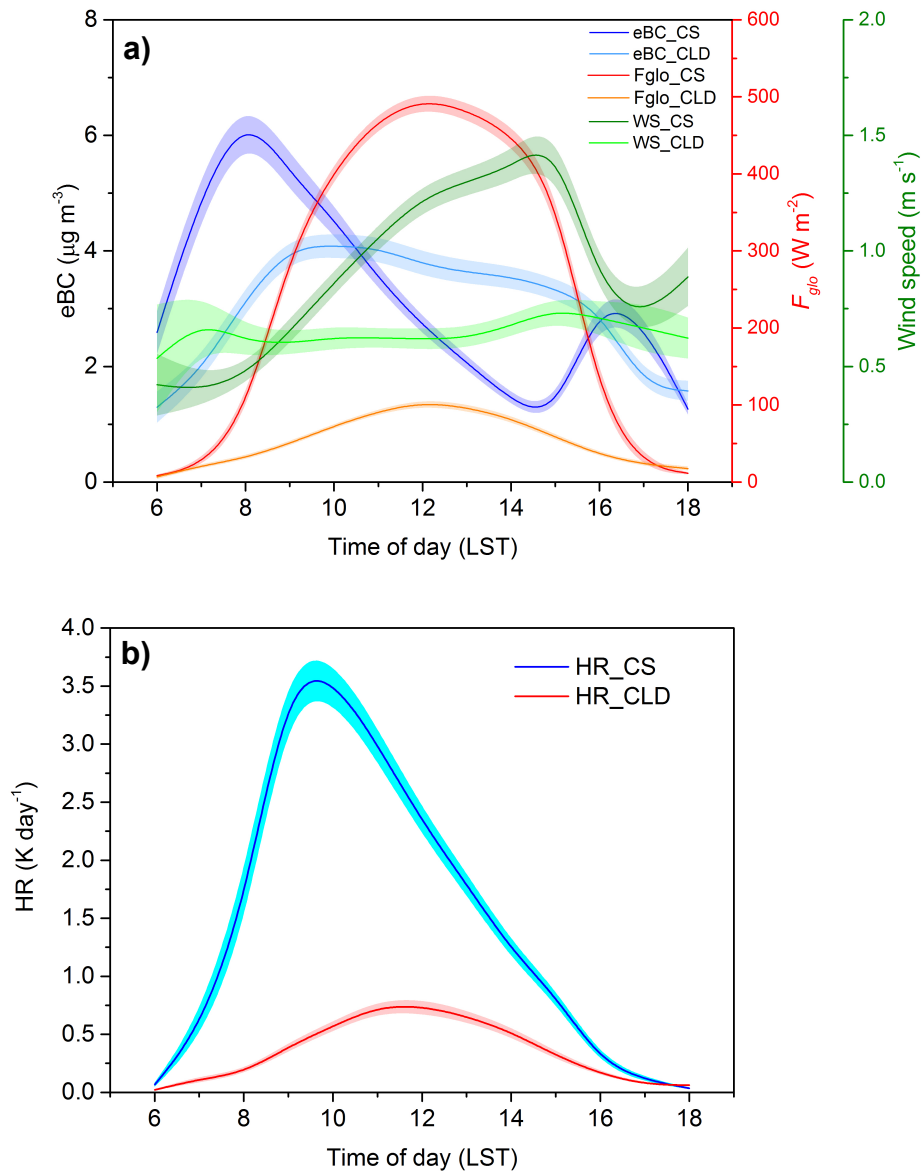 a)
eBC_CS
eBC_CLD
Fglo_CS
Fglo_CLD
WS_CS
WS_CLD
8
6
4
2
0
eBC (μg m⁻³)
600
500
400
300
200
100
0
F_glo (W m⁻²)
2.0
1.5
1.0
0.5
0.0
Wind speed (m s⁻¹)
6 8 10 12 14 16 18
Time of day (LST)
b)
HR_CS
HR_CLD
4.0
3.5
3.0
2.5
2.0
1.5
1.0
0.5
0.0
HR (K day⁻¹)
6 8 10 12 14 16 18
Time of day (LST)